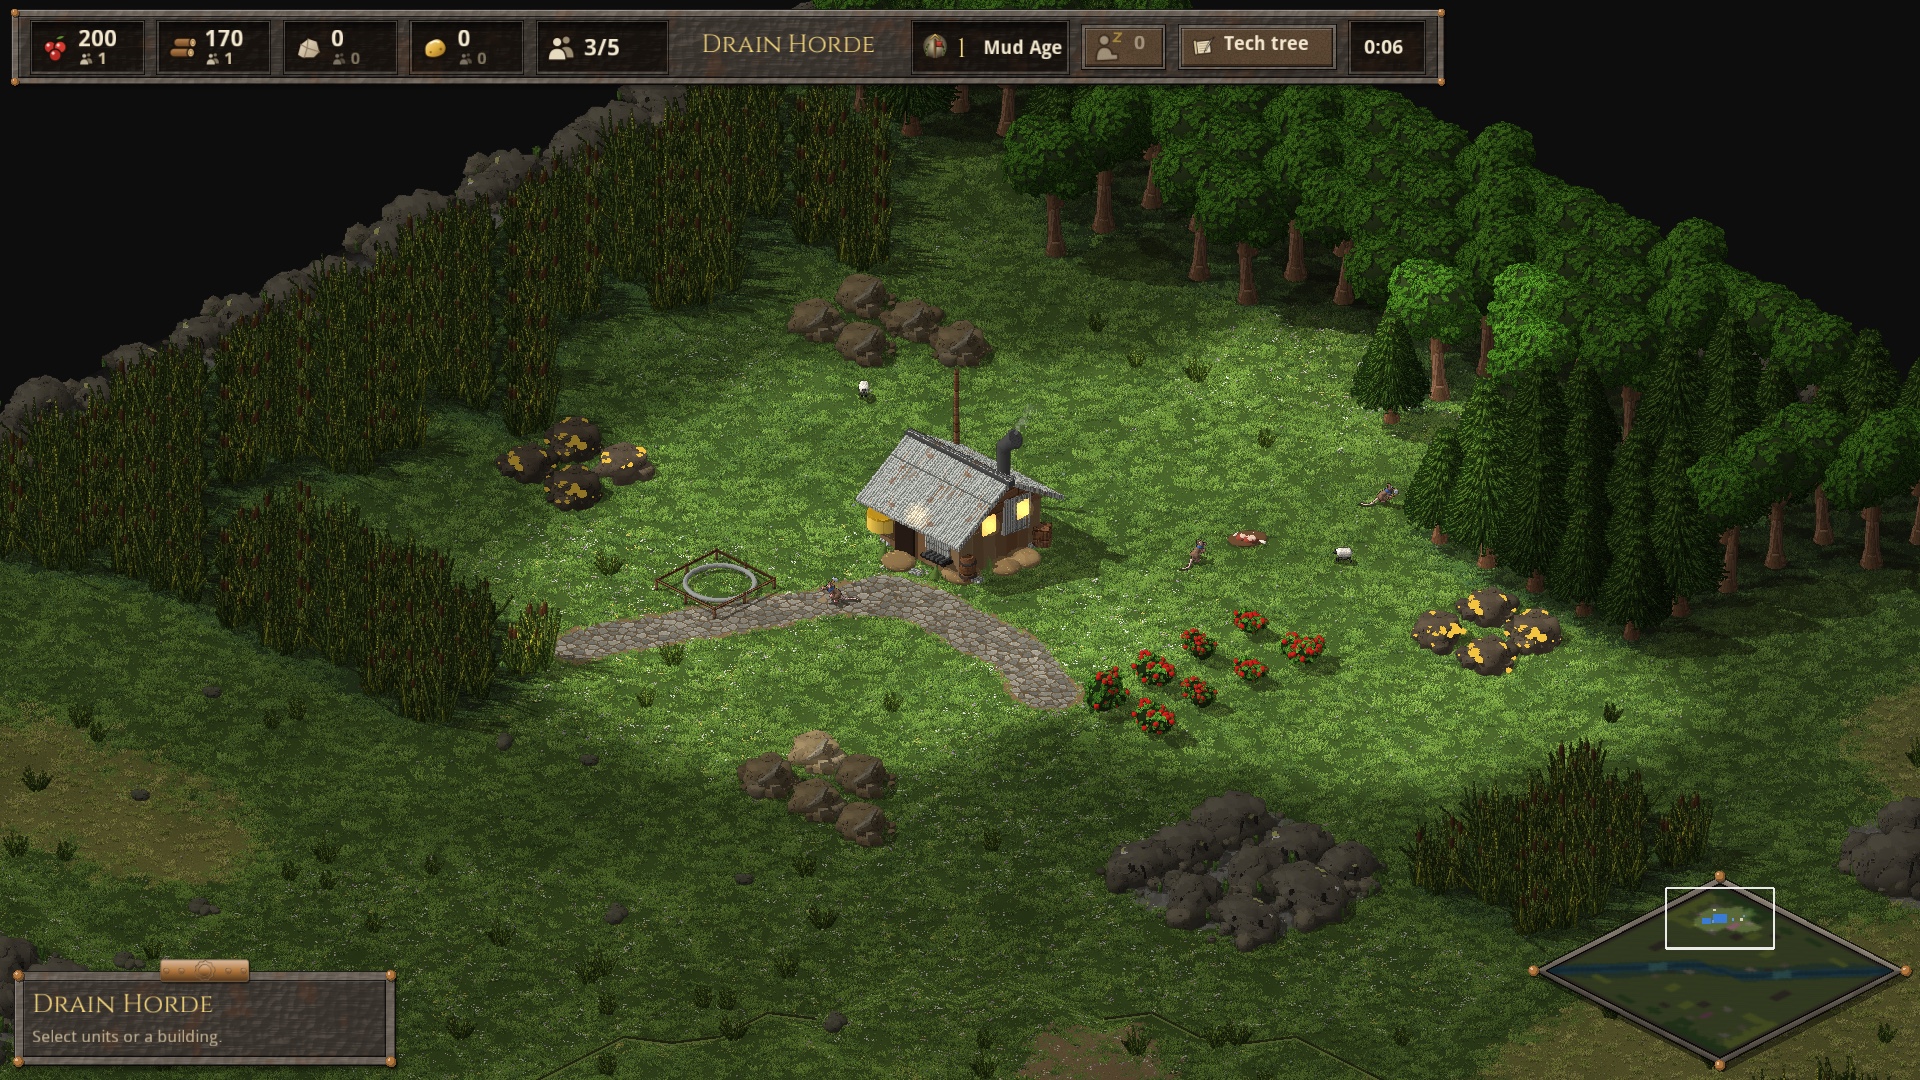 200
1
170
1
0
0
0
0
3/5
Drain Horde
1 Mud Age
z 0
Tech tree
0:06
Drain Horde
Select units or a building.